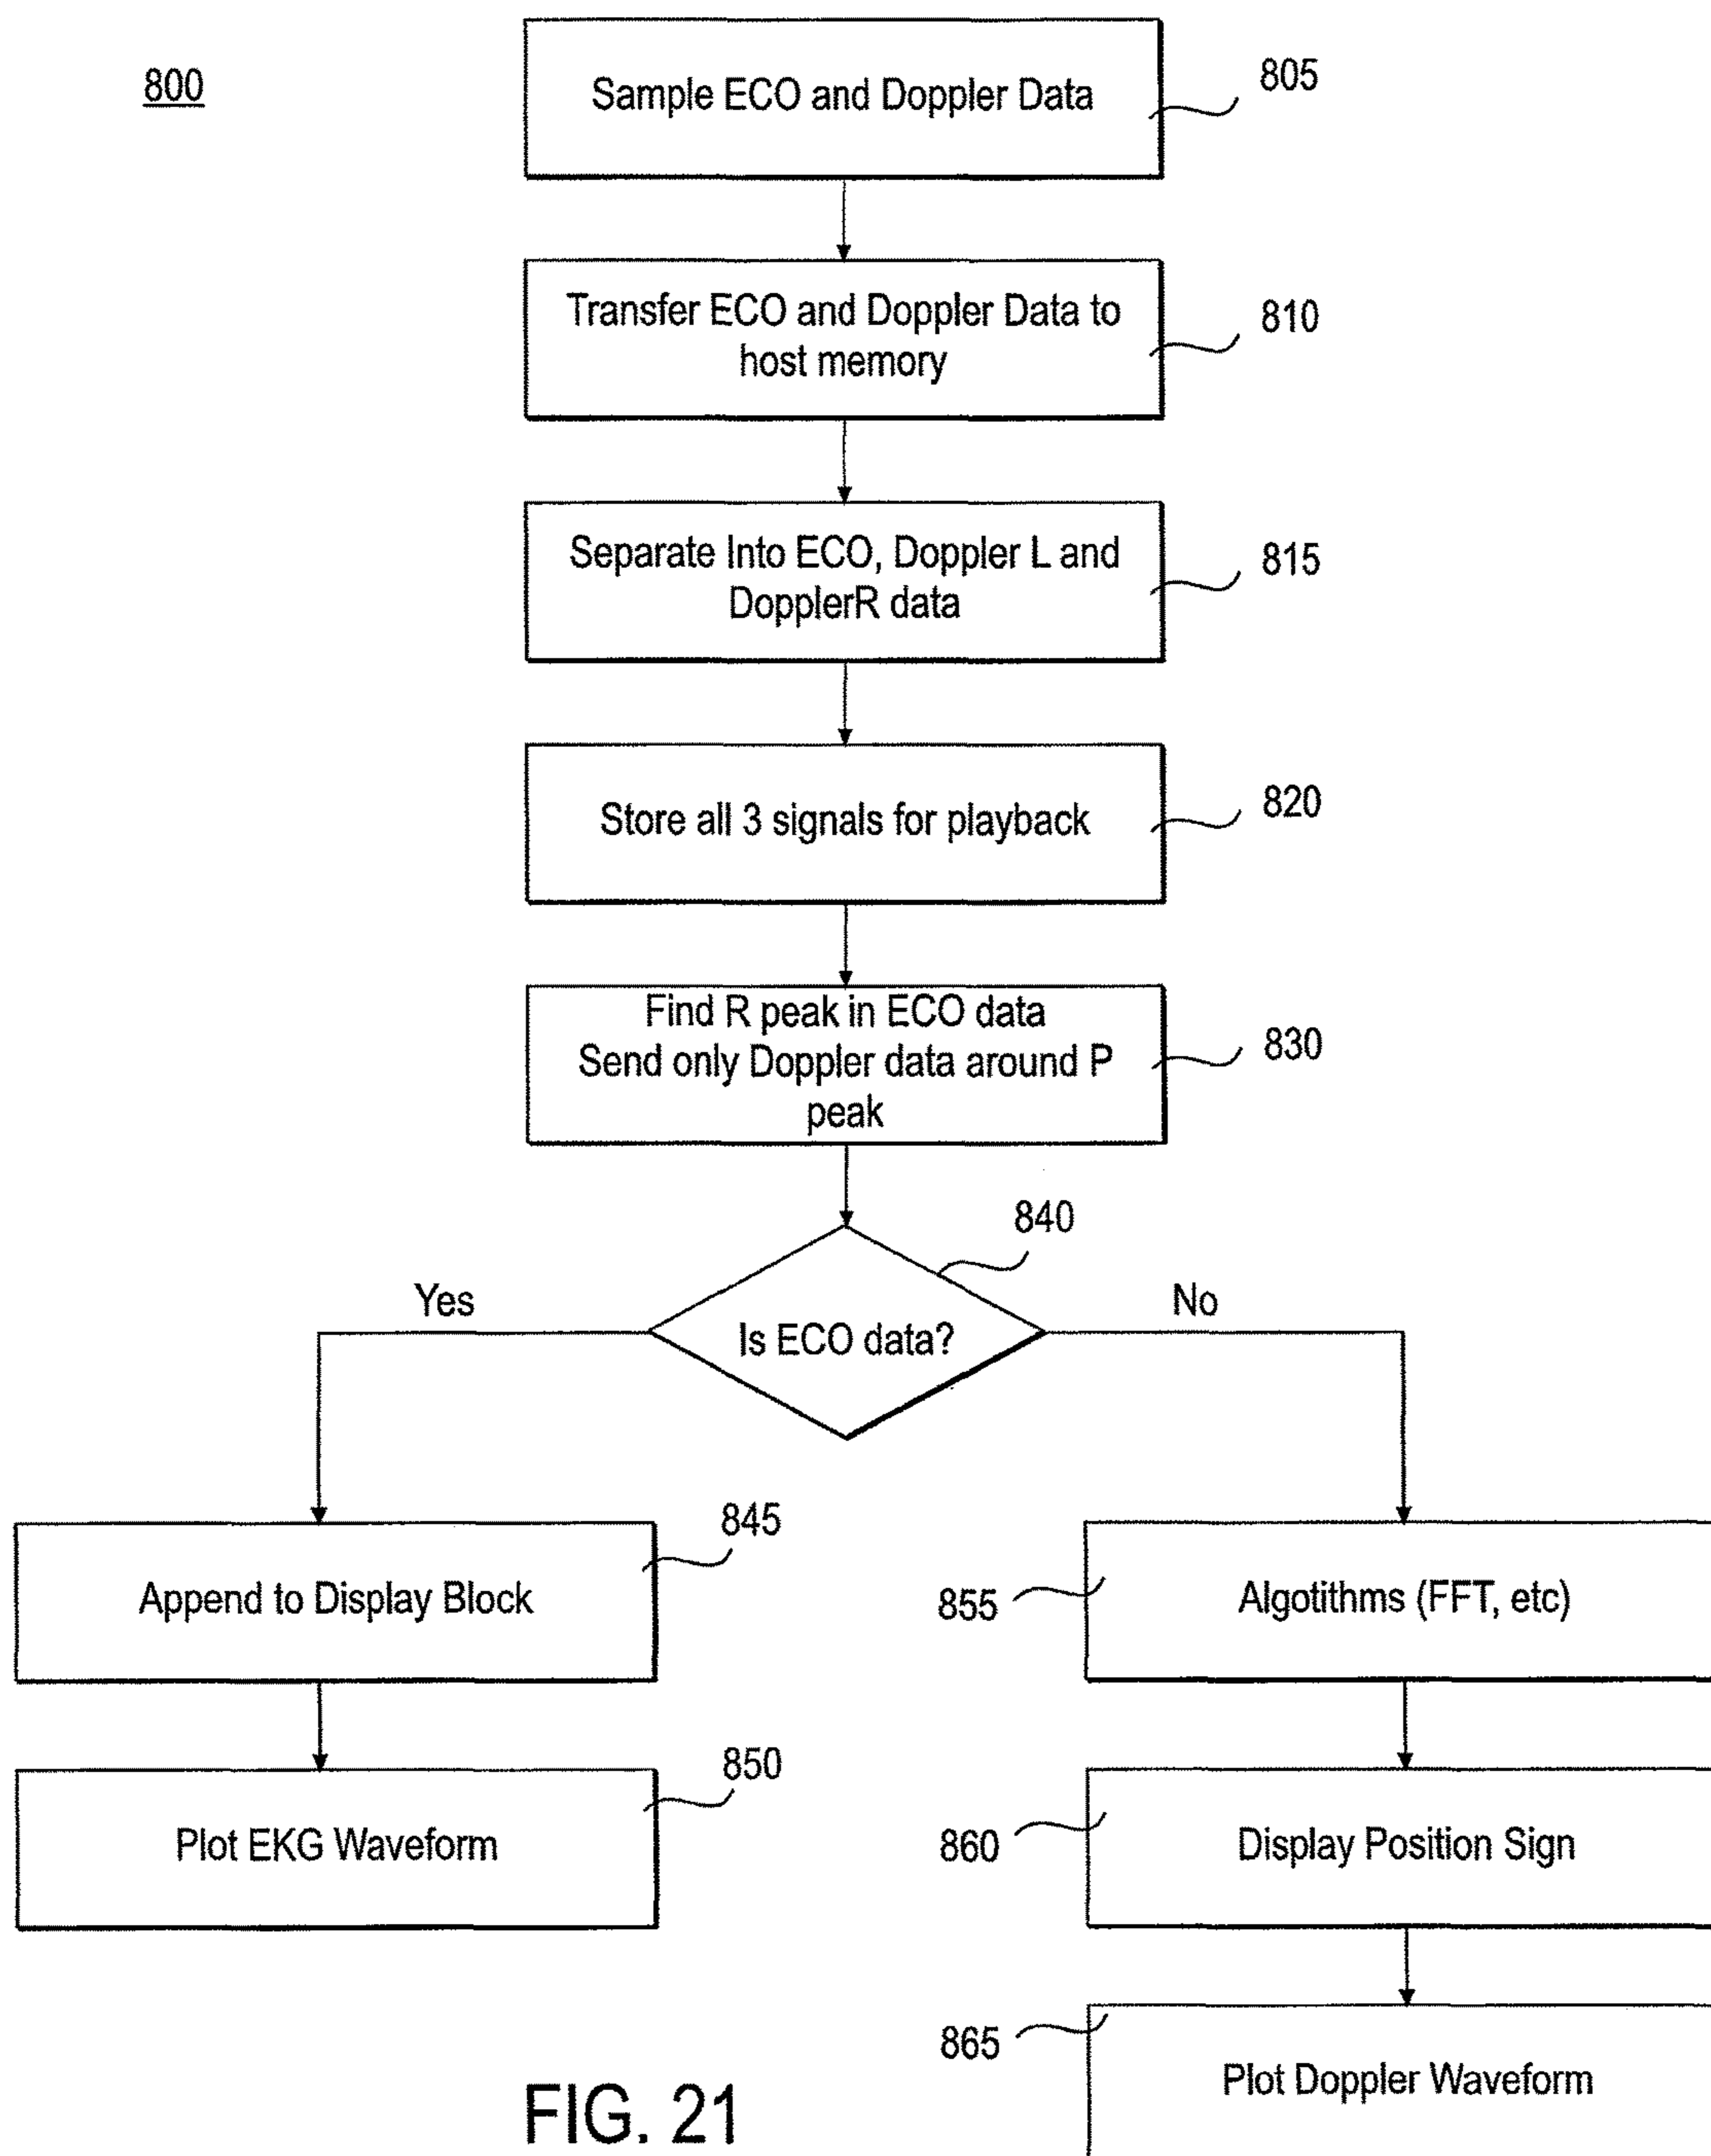 800
Sample ECO and Doppler Data
805
Transfer ECO and Doppler Data to
host memory
810
Separate Into ECO, Doppler L and
DopplerR data
815
Store all 3 signals for playback
820
Find R peak in ECO data
Send only Doppler data around P
peak
830
840
Is ECO data?
Yes
No
845
Append to Display Block
850
Plot EKG Waveform
855
Algotithms (FFT, etc)
860
Display Position Sign
865
Plot Doppler Waveform
FIG. 21